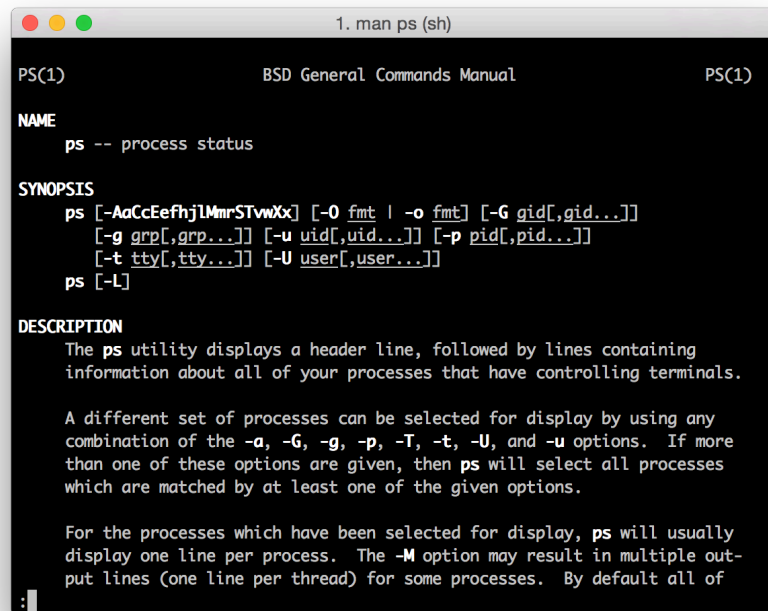 1. man ps (sh)
PS(1) BSD General Commands Manual PS(1)
NAME
ps -- process status
SYNOPSIS
ps [-AaCcEefhjlMmrSTvwXx] [-O fmt | -o fmt] [-G gid[,gid...]]
[-g grp[,grp...]] [-u uid[,uid...]] [-p pid[,pid...]]
[-t tty[,tty...]] [-U user[,user...]]
ps [-L]
DESCRIPTION
The ps utility displays a header line, followed by lines containing
information about all of your processes that have controlling terminals.
A different set of processes can be selected for display by using any
combination of the -a, -G, -g, -p, -T, -t, -U, and -u options. If more
than one of these options are given, then ps will select all processes
which are matched by at least one of the given options.
For the processes which have been selected for display, ps will usually
display one line per process. The -M option may result in multiple out-
put lines (one line per thread) for some processes. By default all of
: